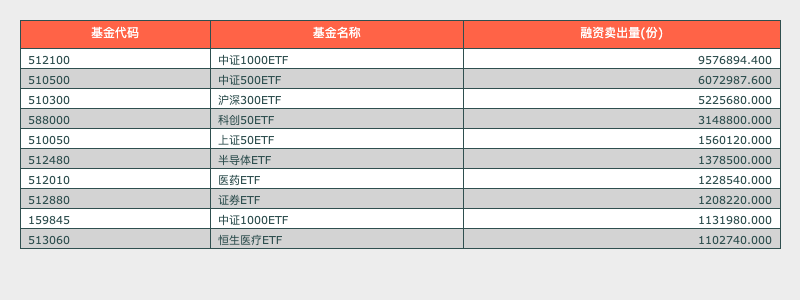 基金代码 基金名称 融资卖出量(份)
512100 中证1000ETF 9576894.400
510500 中证500ETF 6072987.600
510300 沪深300ETF 5225680.000
588000 科创50ETF 3148800.000
510050 上证50ETF 1560120.000
512480 半导体ETF 1378500.000
512010 医药ETF 1228540.000
512880 证券ETF 1208220.000
159845 中证1000ETF 1131980.000
513060 恒生医疗ETF 1102740.000